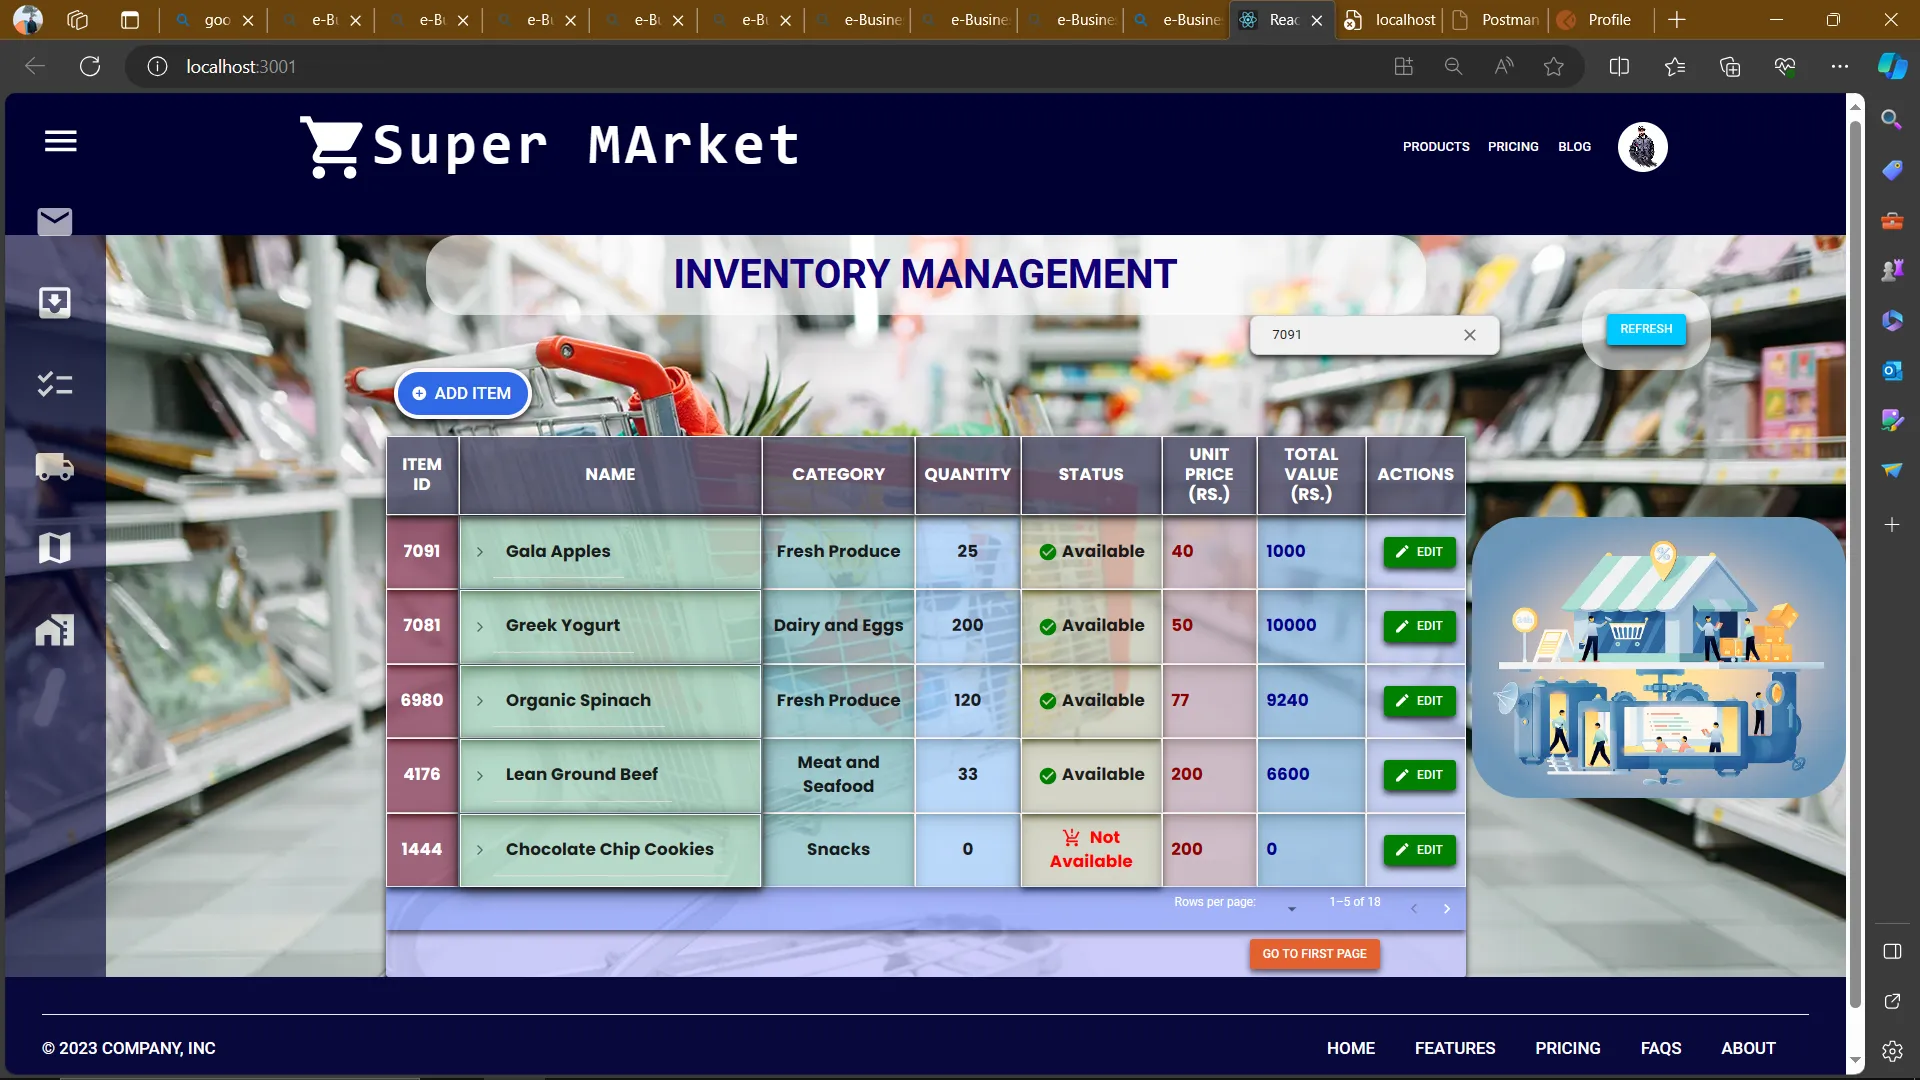 goo
e-Bu
e-Bu
e-Bu
e-Bu
e-Bu
e-Busine
e-Busine
e-Busine
e-Busine
Reac
localhost
Postman
Profile
localhost:3001
Super MArket
PRODUCTS PRICING BLOG
INVENTORY MANAGEMENT
7091
REFRESH
ADD ITEM
ITEM ID NAME CATEGORY QUANTITY STATUS UNIT PRICE (RS.) TOTAL VALUE (RS.) ACTIONS
7091 Gala Apples Fresh Produce 25 Available 40 1000 EDIT
7081 Greek Yogurt Dairy and Eggs 200 Available 50 10000 EDIT
6980 Organic Spinach Fresh Produce 120 Available 77 9240 EDIT
4176 Lean Ground Beef Meat and Seafood 33 Available 200 6600 EDIT
1444 Chocolate Chip Cookies Snacks 0 Not Available 200 0 EDIT
Rows per page: 1–5 of 18
GO TO FIRST PAGE
© 2023 COMPANY, INC
HOME FEATURES PRICING FAQS ABOUT